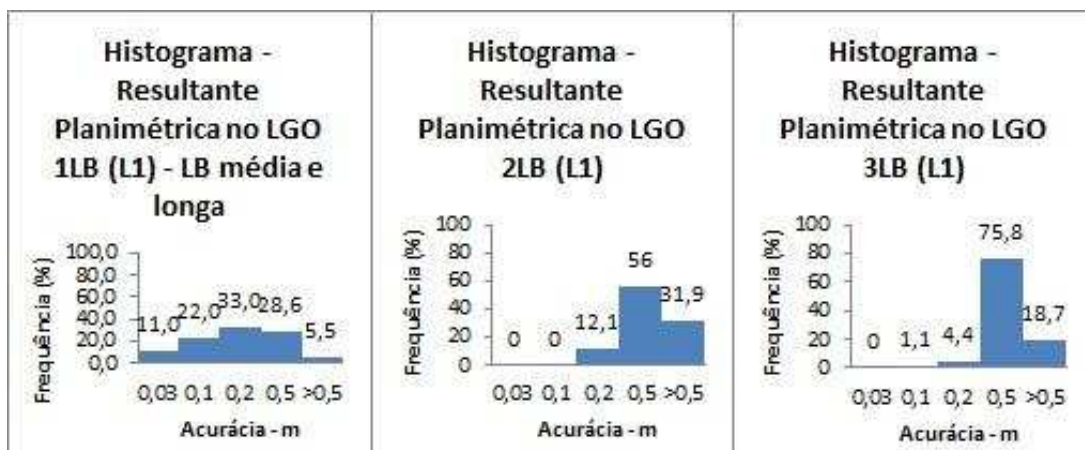 Histograma -
Resultante
Planimétrica no LGO
1LB (L1) - LB média e
longa
Frequência (%)
100,0
80,0
60,0
40,0
20,0
0,0
11,0
22,0
33,0
28,6
5,5
0,03 0,1 0,2 0,5 >0,5
Acurácia - m
Histograma -
Resultante
Planimétrica no LGO
2LB (L1)
Frequência (%)
100
80
60
40
20
0
0
0
12,1
56
31,9
0,03 0,1 0,2 0,5 >0,5
Acurácia - m
Histograma -
Resultante
Planimétrica no LGO
3LB (L1)
Frequência (%)
100
80
60
40
20
0
0
1,1
4,4
75,8
18,7
0,03 0,1 0,2 0,5 >0,5
Acurácia - m